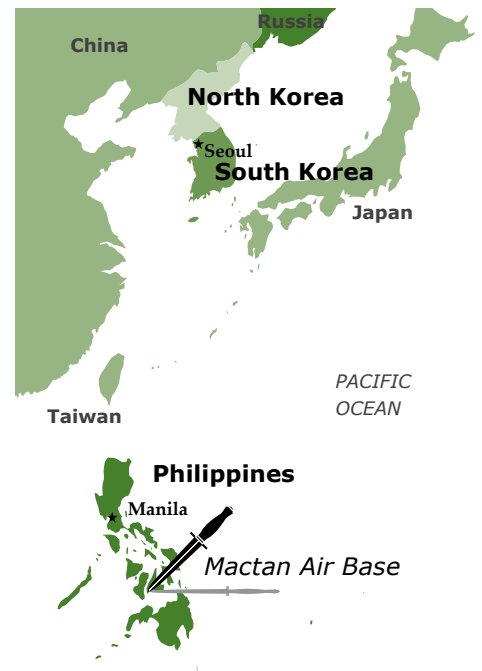 Russia
China
North Korea
Seoul
South Korea
Japan
PACIFIC
OCEAN
Taiwan
Philippines
Manila
Mactan Air Base